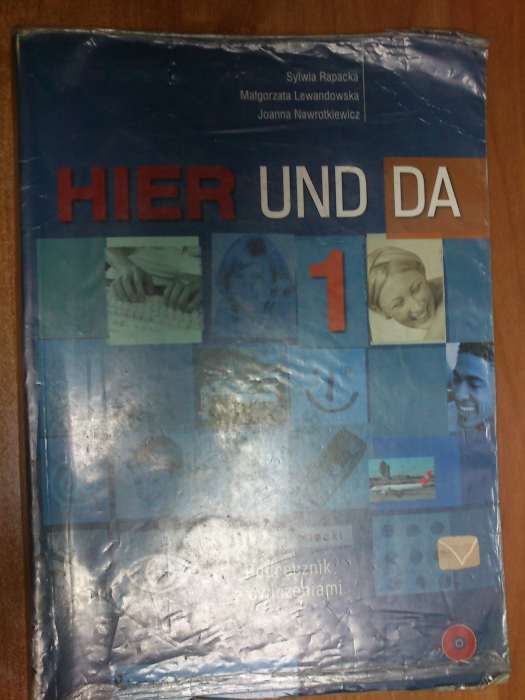 Sylwia Rapacka
Małgorzata Lewandowska
Joanna Nawrotkiewicz
HIER UND DA
1
Podręcznik
z ćwiczeniami